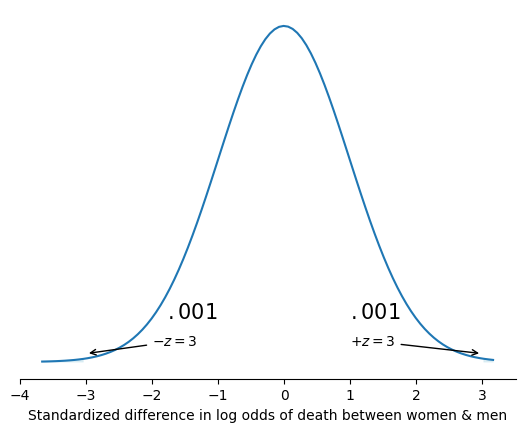 .001 .001
−z = 3 +z = 3
−4 −3 −2 −1 0 1 2 3
Standardized difference in log odds of death between women & men